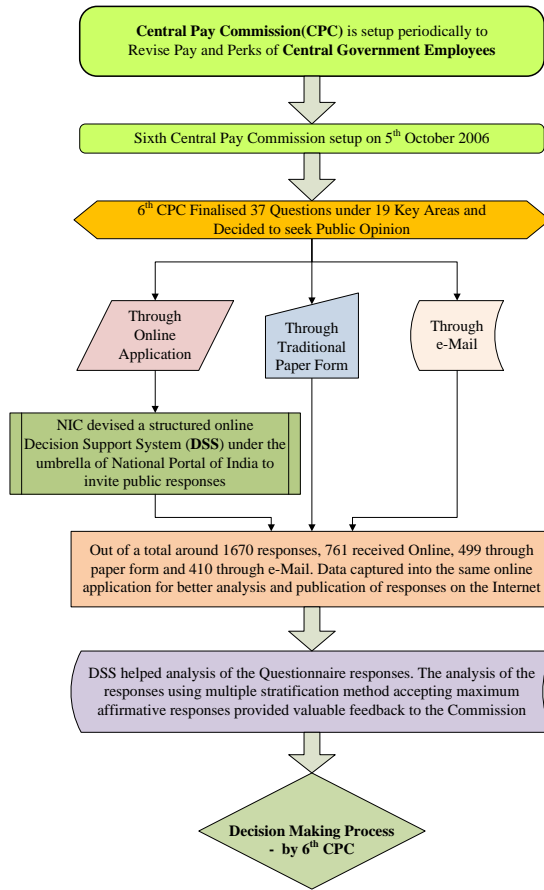 Central Pay Commission(CPC) is setup periodically to
Revise Pay and Perks of Central Government Employees
Sixth Central Pay Commission setup on 5th October 2006
6th CPC Finalised 37 Questions under 19 Key Areas and
Decided to seek Public Opinion
Through
Online
Application
Through
Traditional
Paper Form
Through
e-Mail
NIC devised a structured online
Decision Support System (DSS) under the
umbrella of National Portal of India to
invite public responses
Out of a total around 1670 responses, 761 received Online, 499 through
paper form and 410 through e-Mail. Data captured into the same online
application for better analysis and publication of responses on the Internet
DSS helped analysis of the Questionnaire responses. The analysis of the
responses using multiple stratification method accepting maximum
affirmative responses provided valuable feedback to the Commission
Decision Making Process
- by 6th CPC